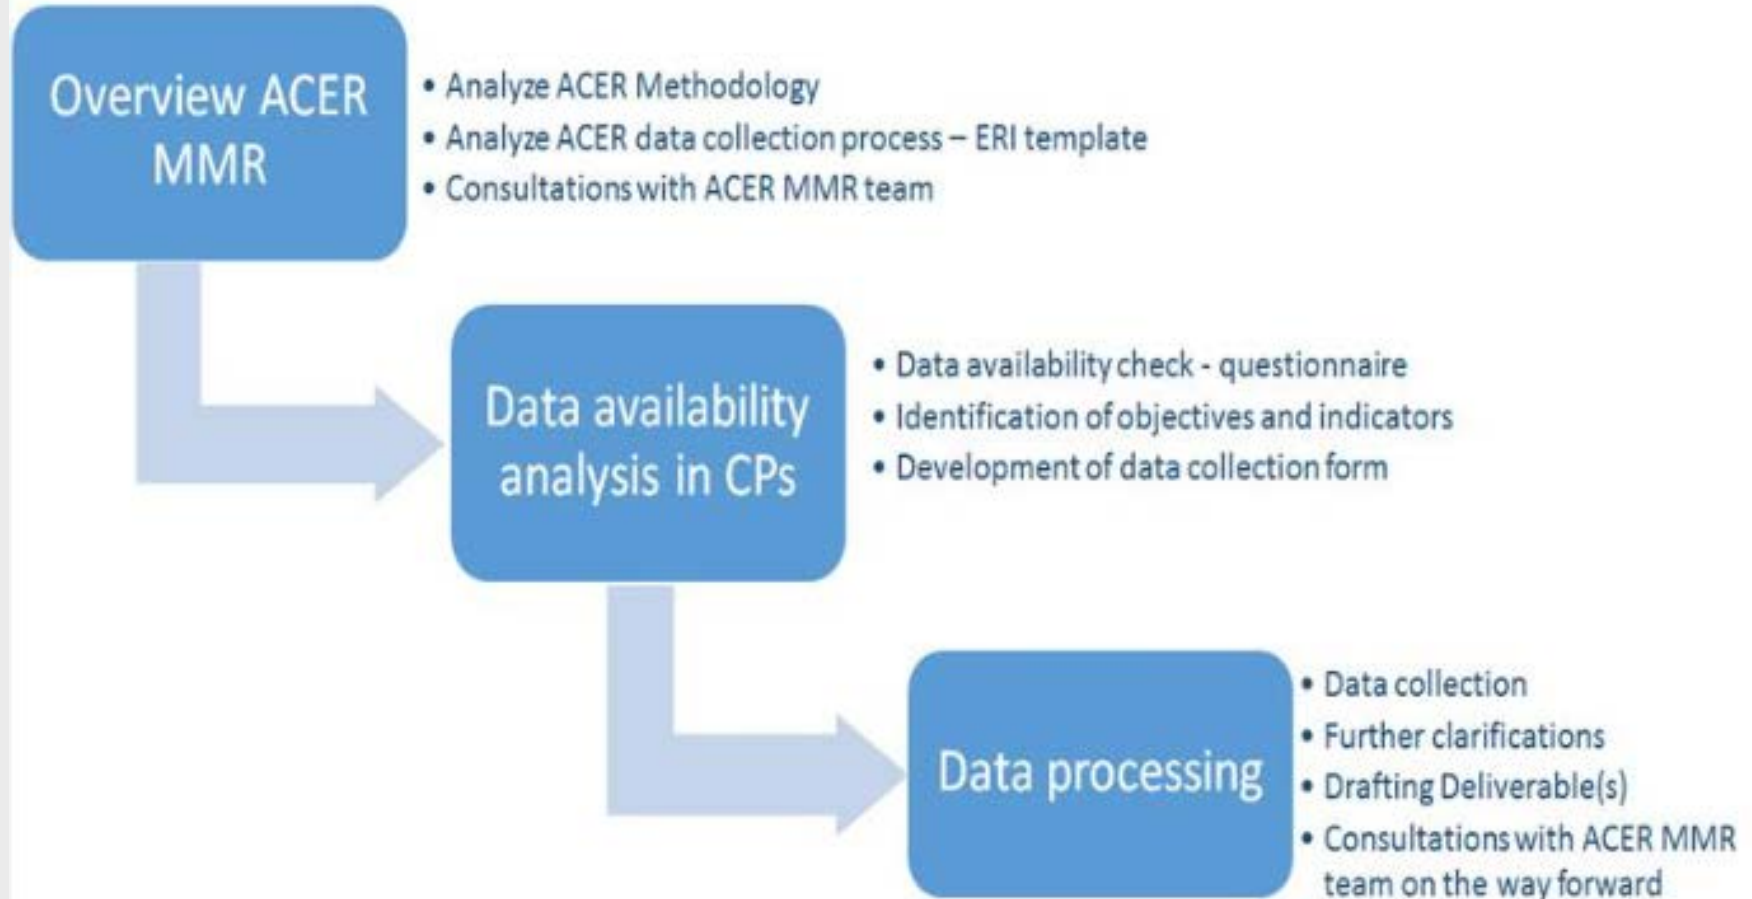 Overview ACER
MMR
• Analyze ACER Methodology
• Analyze ACER data collection process – ERI template
• Consultations with ACER MMR team
Data availability
analysis in CPs
• Data availability check - questionnaire
• Identification of objectives and indicators
• Development of data collection form
Data processing
• Data collection
• Further clarifications
• Drafting Deliverable(s)
• Consultations with ACER MMR
team on the way forward